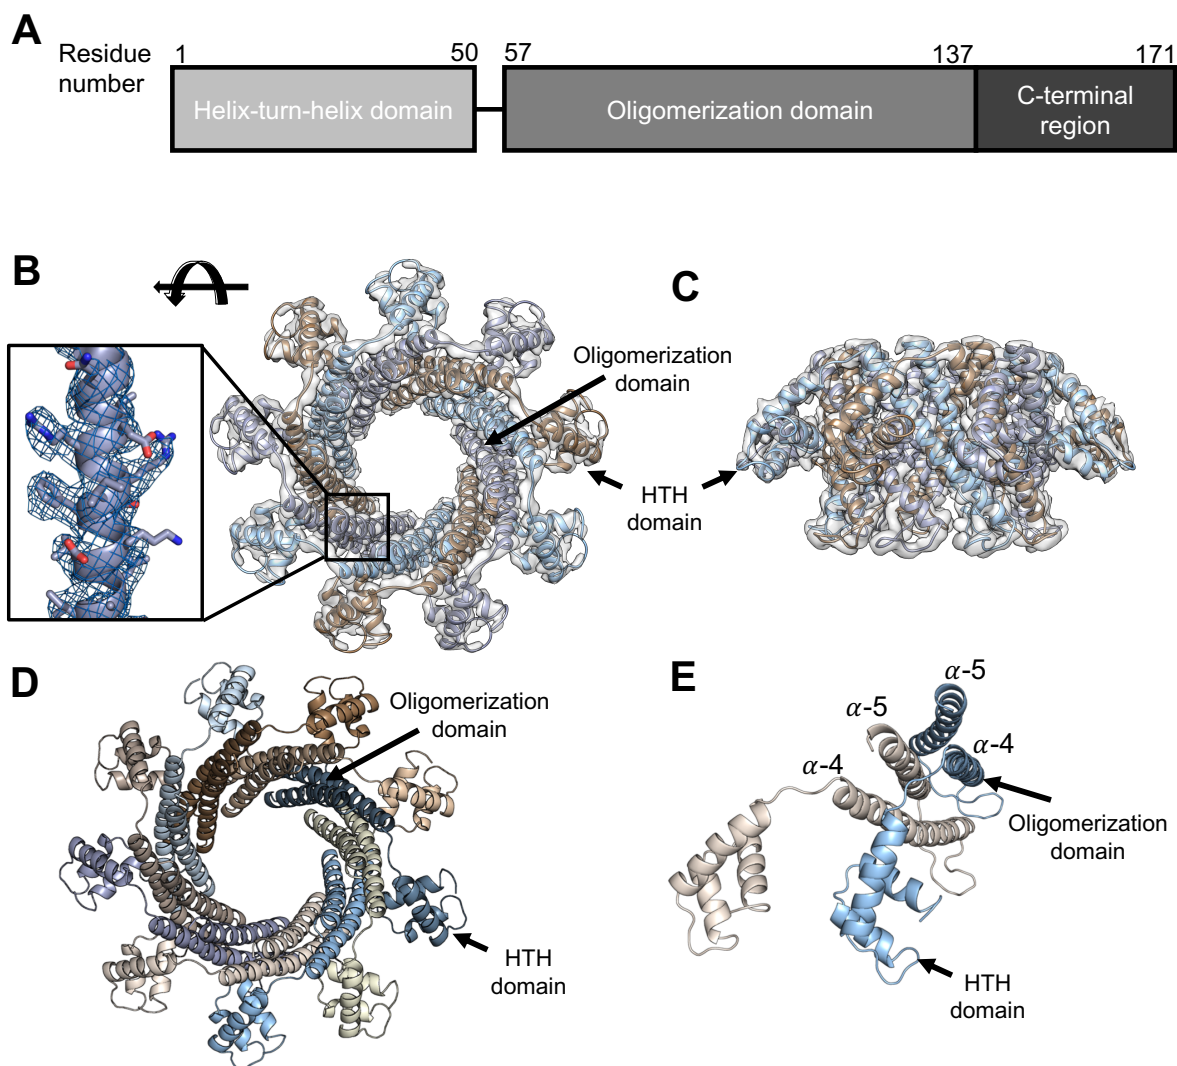 A
Residue
number
1
50
57
137
171
Helix-turn-helix domain
Oligomerization domain
C-terminal
region
B
C
Oligomerization
domain
HTH
domain
D
Oligomerization
domain
HTH
domain
E
α-5
α-5
α-4
α-4
Oligomerization
domain
HTH
domain